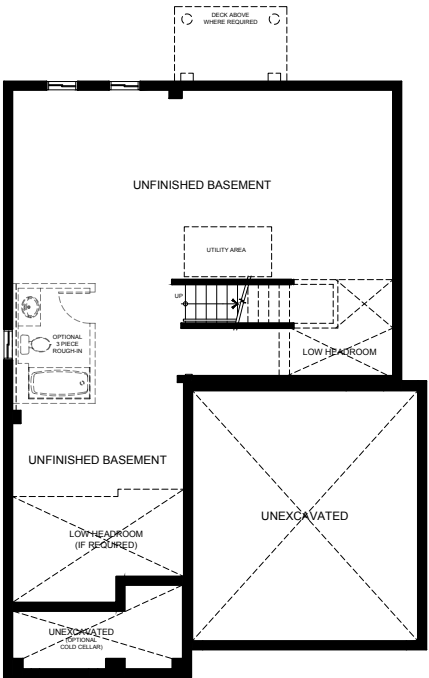 DECK ABOVE
WHERE REQUIRED
UNFINISHED BASEMENT
UTILITY AREA
UP
OPTIONAL
3 PIECE
ROUGH-IN
LOW HEADROOM
UNFINISHED BASEMENT
UNEXCAVATED
LOW HEADROOM
(IF REQUIRED)
UNEXCAVATED
(OPTIONAL
COLD CELLAR)